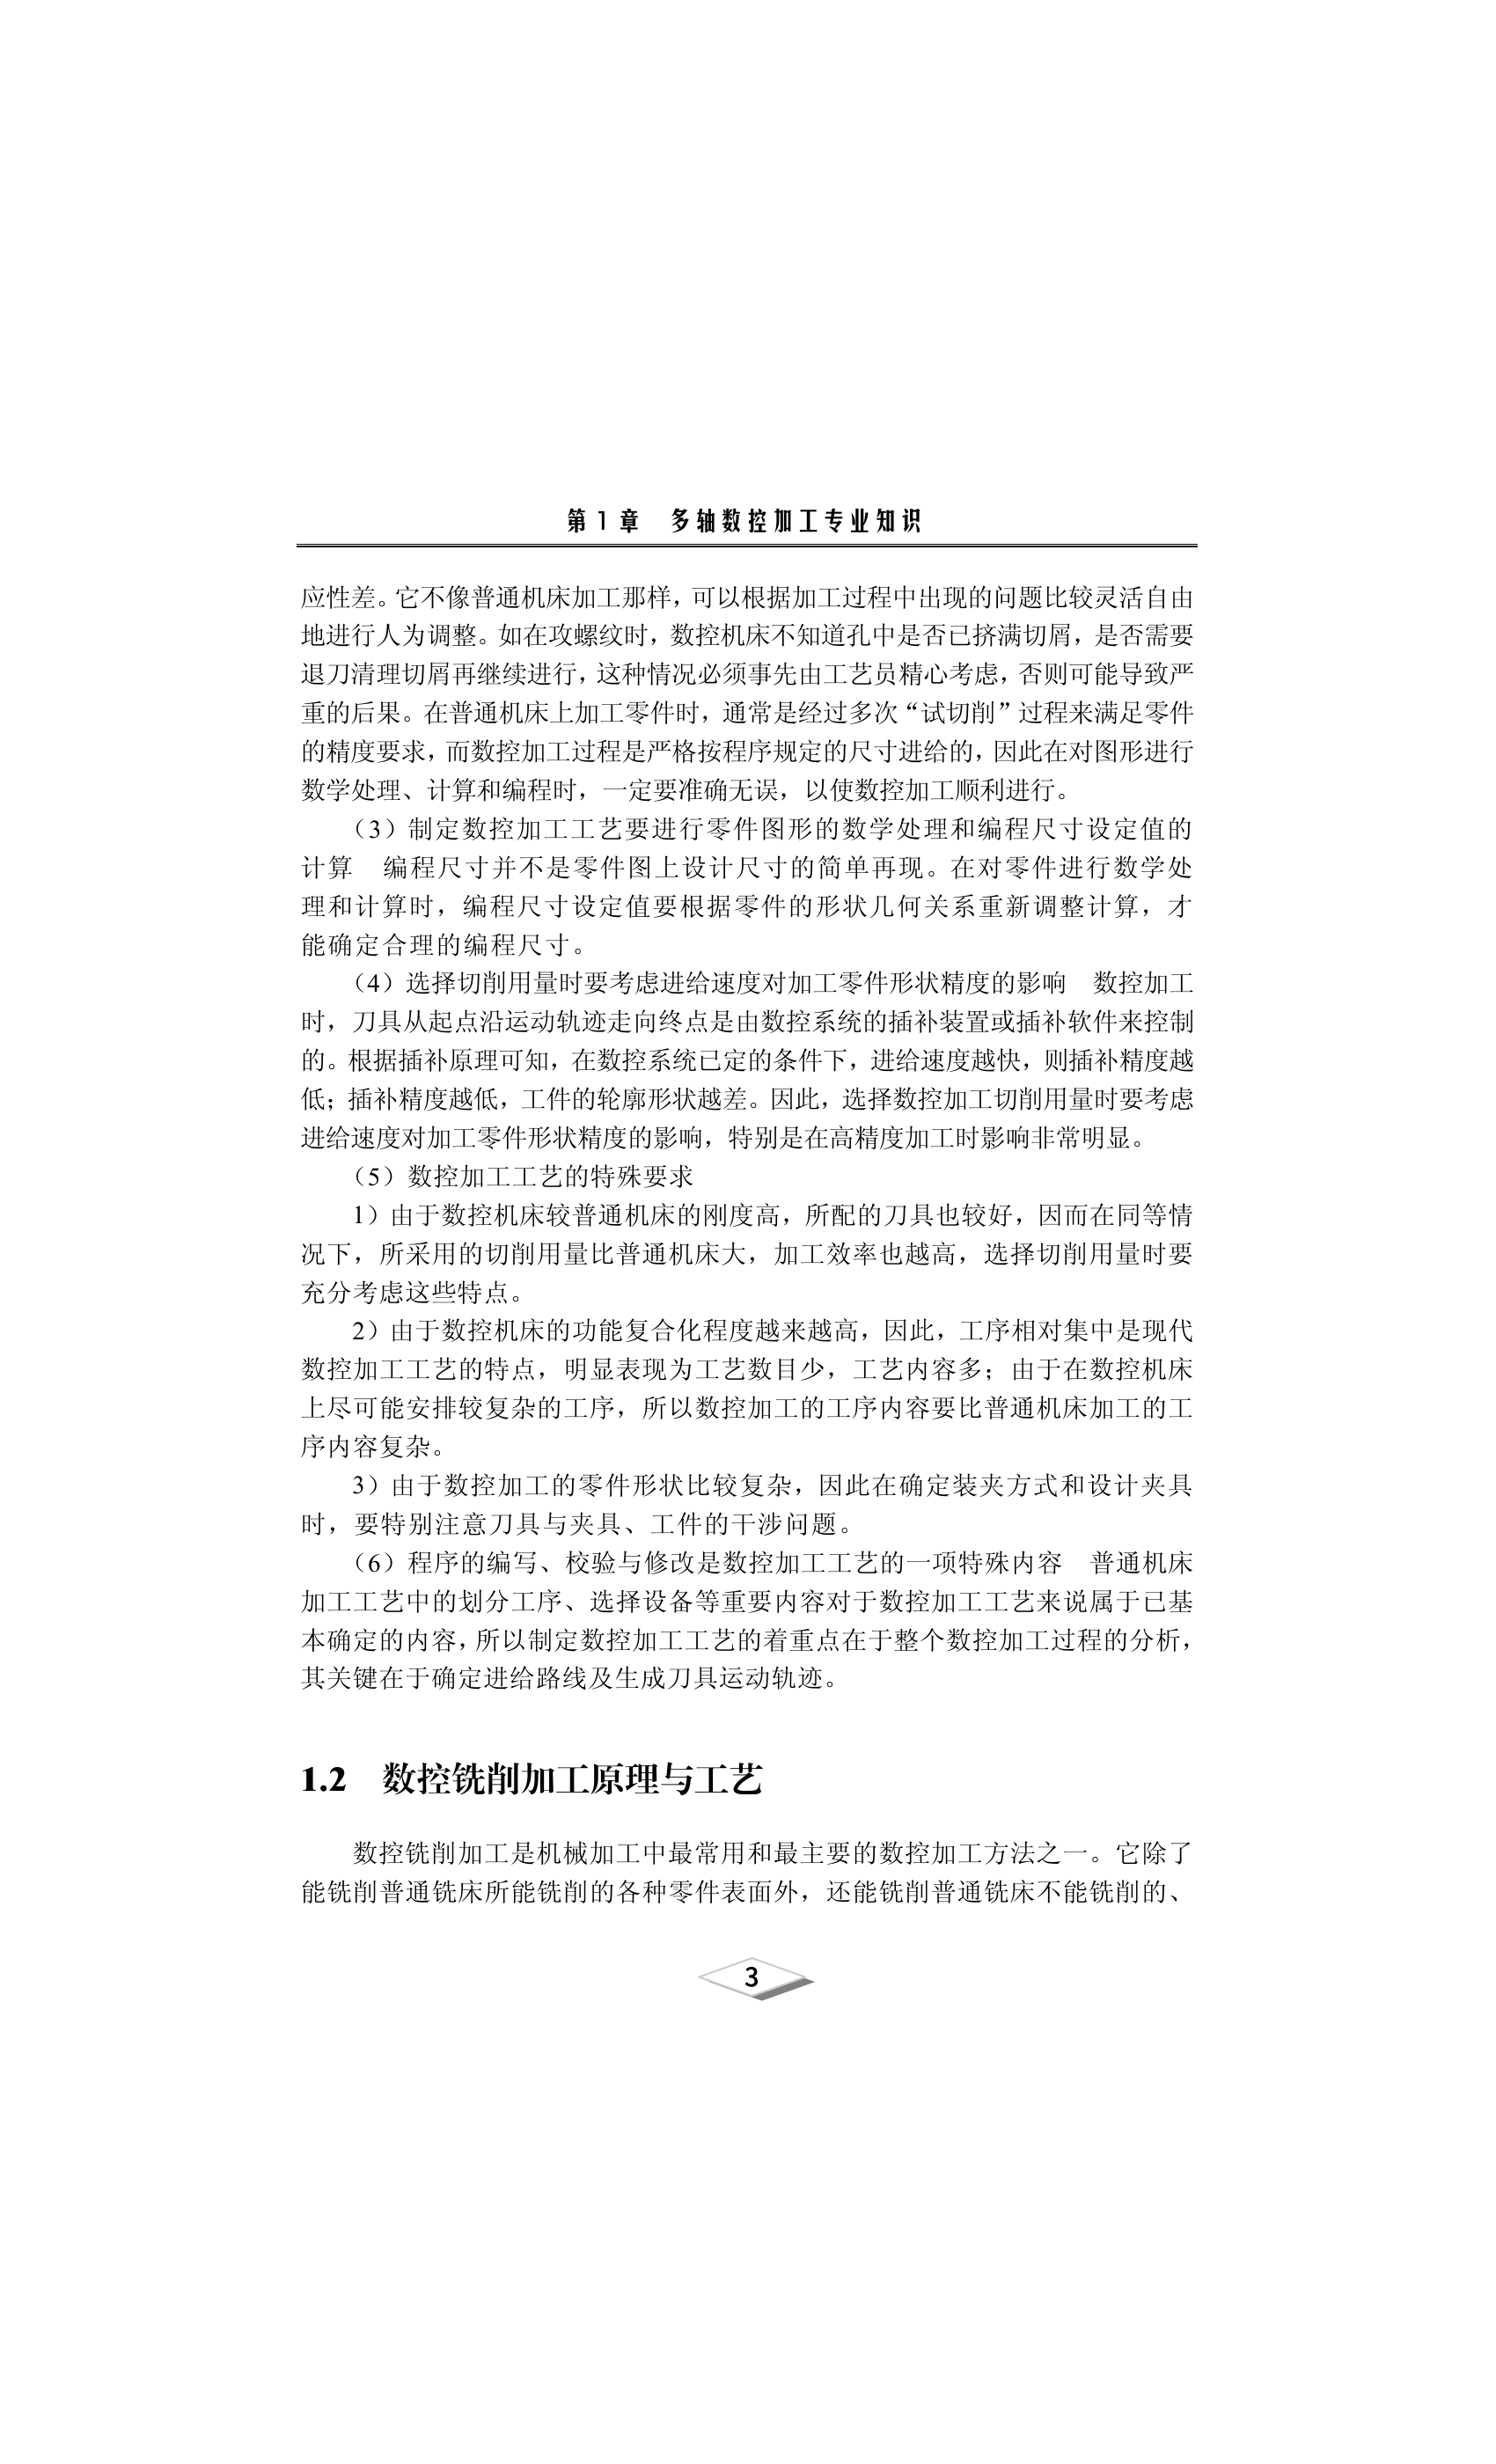 第1章　多轴数控加工专业知识
应性差。它不像普通机床加工那样，可以根据加工过程中出现的问题比较灵活自由
地进行人为调整。如在攻螺纹时，数控机床不知道孔中是否已挤满切屑，是否需要
退刀清理切屑再继续进行，这种情况必须事先由工艺员精心考虑，否则可能导致严
重的后果。在普通机床上加工零件时，通常是经过多次“试切削”过程来满足零件
的精度要求，而数控加工过程是严格按程序规定的尺寸进给的，因此在对图形进行
数学处理、计算和编程时，一定要准确无误，以使数控加工顺利进行。
（3）制定数控加工工艺要进行零件图形的数学处理和编程尺寸设定值的
计算　编程尺寸并不是零件图上设计尺寸的简单再现。在对零件进行数学处
理和计算时，编程尺寸设定值要根据零件的形状几何关系重新调整计算，才
能确定合理的编程尺寸。
（4）选择切削用量时要考虑进给速度对加工零件形状精度的影响　数控加工
时，刀具从起点沿运动轨迹走向终点是由数控系统的插补装置或插补软件来控制
的。根据插补原理可知，在数控系统已定的条件下，进给速度越快，则插补精度越
低；插补精度越低，工件的轮廓形状越差。因此，选择数控加工切削用量时要考虑
进给速度对加工零件形状精度的影响，特别是在高精度加工时影响非常明显。
（5）数控加工工艺的特殊要求
1）由于数控机床较普通机床的刚度高，所配的刀具也较好，因而在同等情
况下，所采用的切削用量比普通机床大，加工效率也越高，选择切削用量时要
充分考虑这些特点。
2）由于数控机床的功能复合化程度越来越高，因此，工序相对集中是现代
数控加工工艺的特点，明显表现为工艺数目少，工艺内容多；由于在数控机床
上尽可能安排较复杂的工序，所以数控加工的工序内容要比普通机床加工的工
序内容复杂。
3）由于数控加工的零件形状比较复杂，因此在确定装夹方式和设计夹具
时，要特别注意刀具与夹具、工件的干涉问题。
（6）程序的编写、校验与修改是数控加工工艺的一项特殊内容　普通机床
加工工艺中的划分工序、选择设备等重要内容对于数控加工工艺来说属于已基
本确定的内容，所以制定数控加工工艺的着重点在于整个数控加工过程的分析，
其关键在于确定进给路线及生成刀具运动轨迹。
1.2　数控铣削加工原理与工艺
数控铣削加工是机械加工中最常用和最主要的数控加工方法之一。它除了
能铣削普通铣床所能铣削的各种零件表面外，还能铣削普通铣床不能铣削的、
3